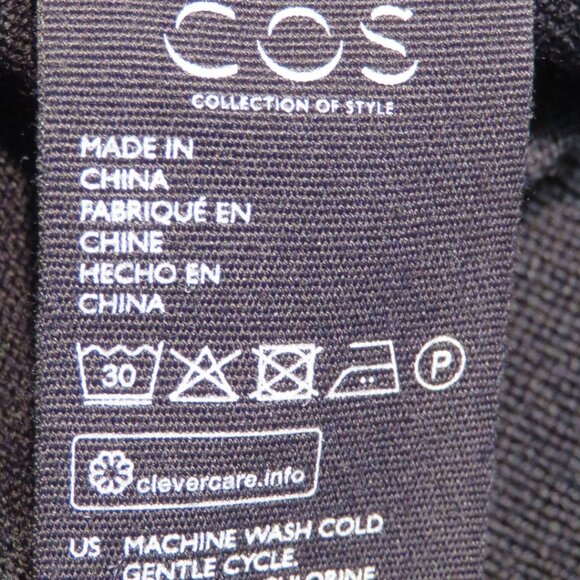 COS
COLLECTION OF STYLE
MADE IN
CHINA
FABRIQUÉ EN
CHINE
HECHO EN
CHINA
30 P
clevercare.info
US MACHINE WASH COLD
GENTLE CYCLE.
CHLORINE